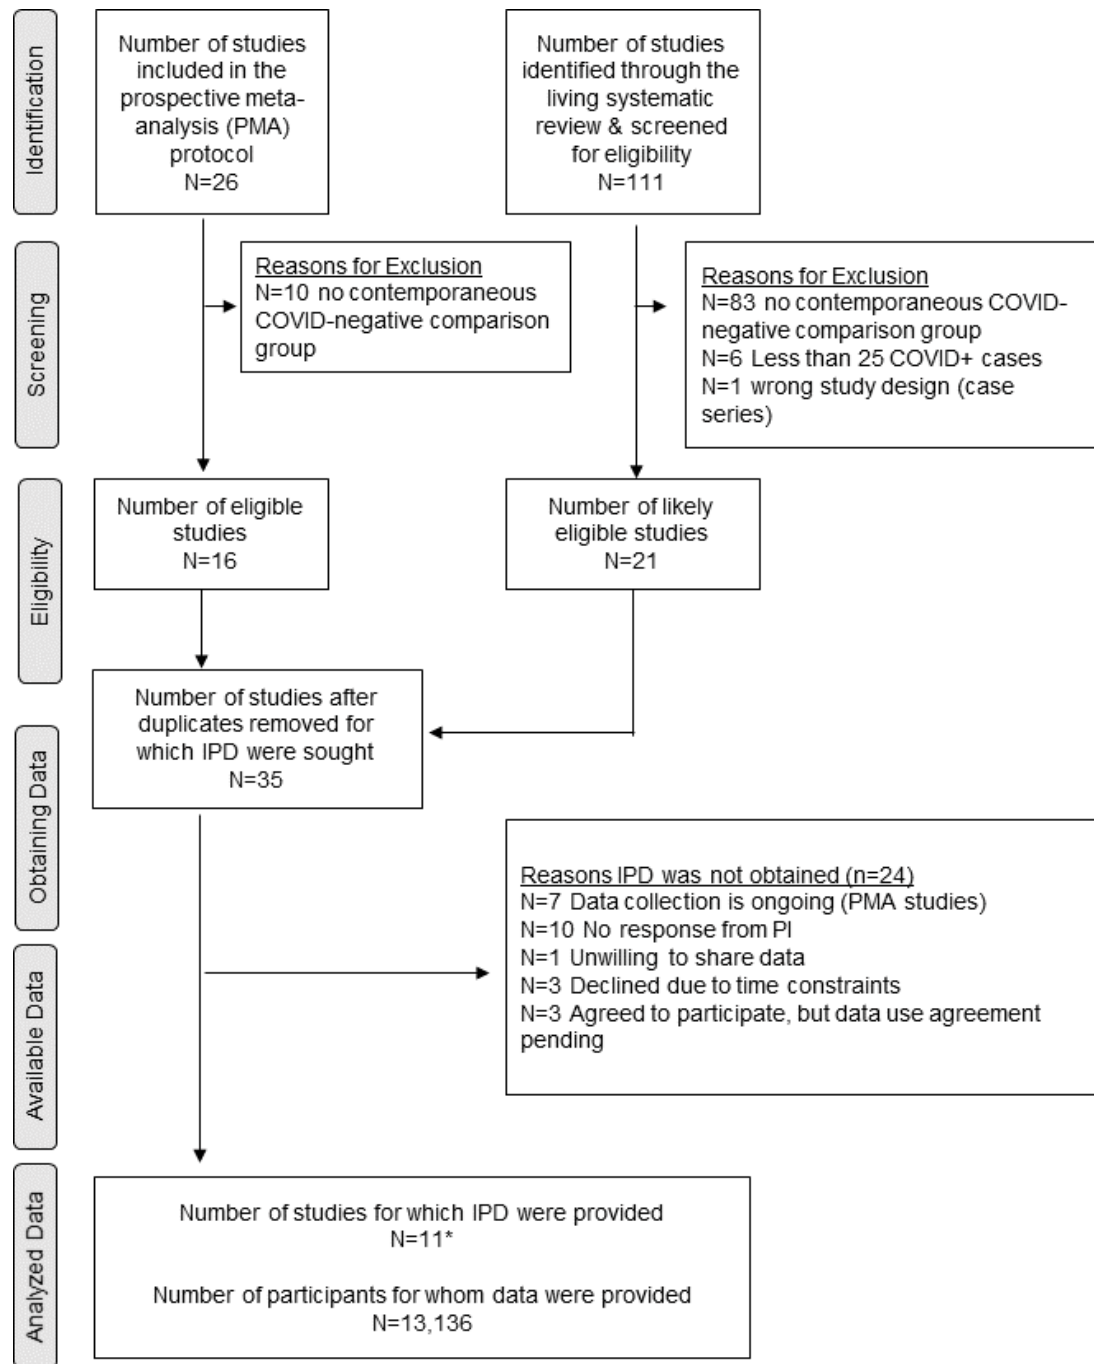 Identification
Number of studies
included in the
prospective meta-
analysis (PMA)
protocol
N=26
Number of studies
identified through the
living systematic
review & screened
for eligibility
N=111
Screening
Reasons for Exclusion
N=10 no contemporaneous
COVID-negative comparison
group
Reasons for Exclusion
N=83 no contemporaneous COVID-
negative comparison group
N=6 Less than 25 COVID+ cases
N=1 wrong study design (case
series)
Eligibility
Number of eligible
studies
N=16
Number of likely
eligible studies
N=21
Obtaining Data
Number of studies after
duplicates removed for
which IPD were sought
N=35
Available Data
Reasons IPD was not obtained (n=24)
N=7 Data collection is ongoing (PMA studies)
N=10 No response from PI
N=1 Unwilling to share data
N=3 Declined due to time constraints
N=3 Agreed to participate, but data use agreement
pending
Analyzed Data
Number of studies for which IPD were provided
N=11*
Number of participants for whom data were provided
N=13,136